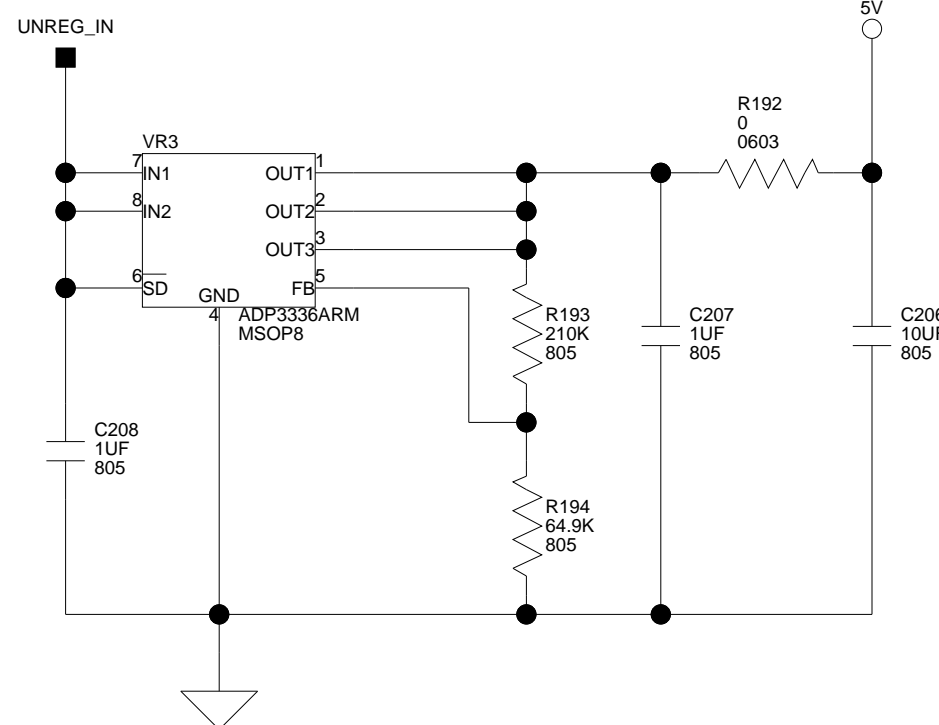 UNREG_IN
5V
R192
0
0603
VR3
7
IN1
OUT1
1
8
IN2
OUT2
2
OUT3
3
6
SD
GND
FB
5
4
ADP3336ARM
MSOP8
R193
210K
805
C207
1UF
805
C206
10UF
805
C208
1UF
805
R194
64.9K
805